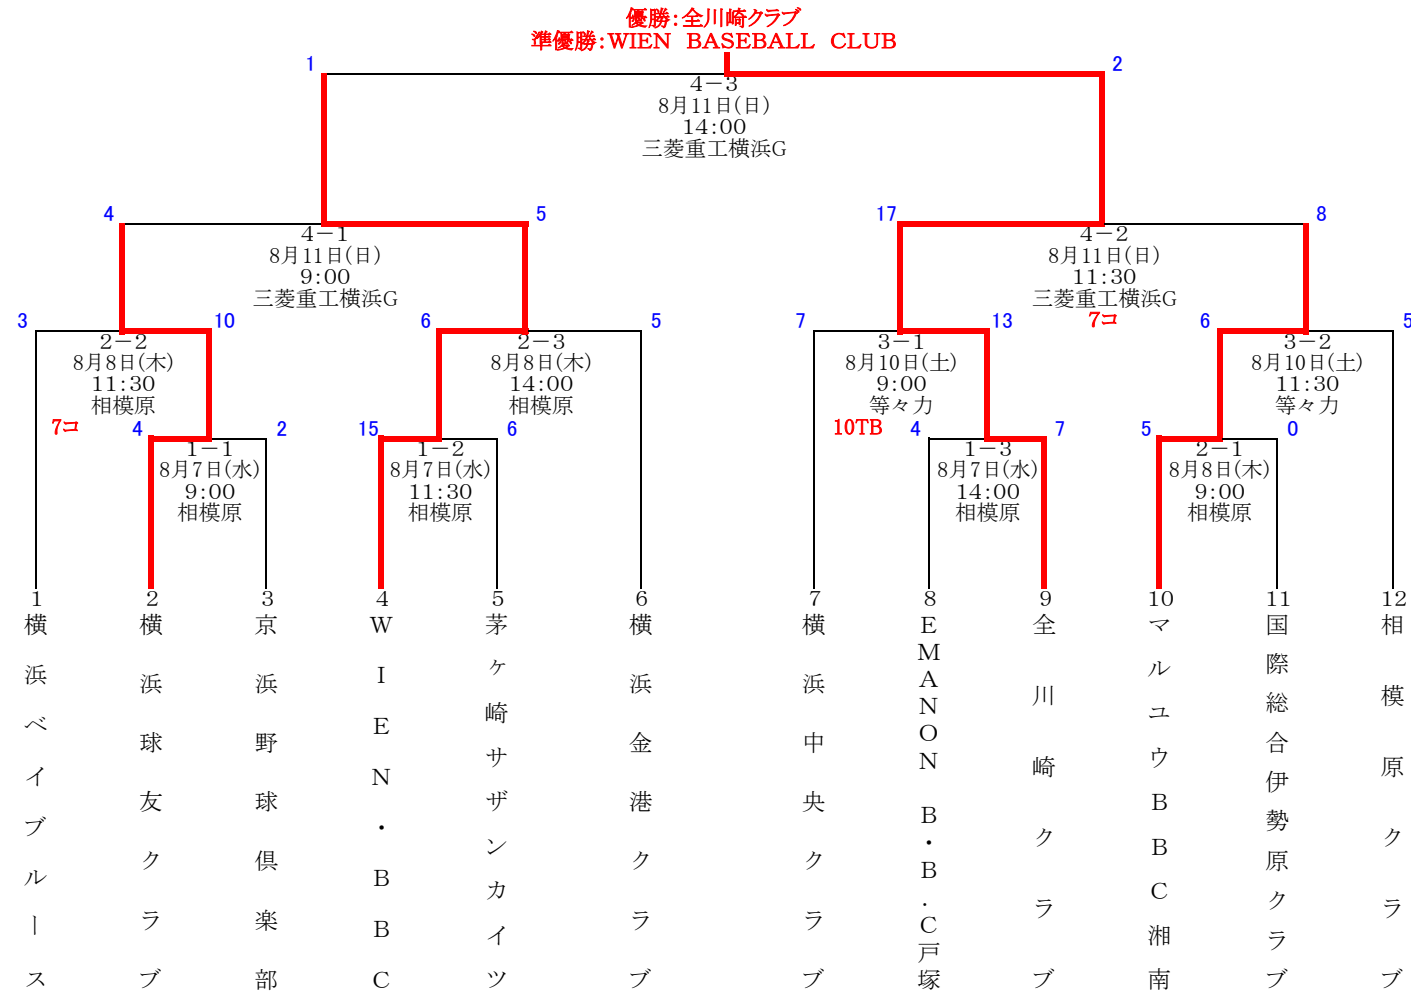 優勝:全川崎クラブ
準優勝:WIEN BASEBALL CLUB
1
2
4－3
8月11日(日)
14:00
三菱重工横浜G
4
5
17
8
4－1
8月11日(日)
9:00
三菱重工横浜G
4－2
8月11日(日)
11:30
三菱重工横浜G
7コ
3
10
6
5
7
13
6
5
2－2
8月8日(木)
11:30
相模原
7コ
2－3
8月8日(木)
14:00
相模原
3－1
8月10日(土)
9:00
等々力
10TB
3－2
8月10日(土)
11:30
等々力
4
2
15
6
4
7
5
0
1－1
8月7日(水)
9:00
相模原
1－2
8月7日(水)
11:30
相模原
1－3
8月7日(水)
14:00
相模原
2－1
8月8日(木)
9:00
相模原
1
横浜ベイブルース
2
横浜球友クラブ
3
京浜野球倶楽部
4
WIEN・BBC
5
茅ヶ崎サザンカイツ
6
横浜金港クラブ
7
横浜中央クラブ
8
EMANON B・B.C戸塚
9
全川崎クラブ
10
マルユウBBC湘南
11
国際総合伊勢原クラブ
12
相模原クラブ